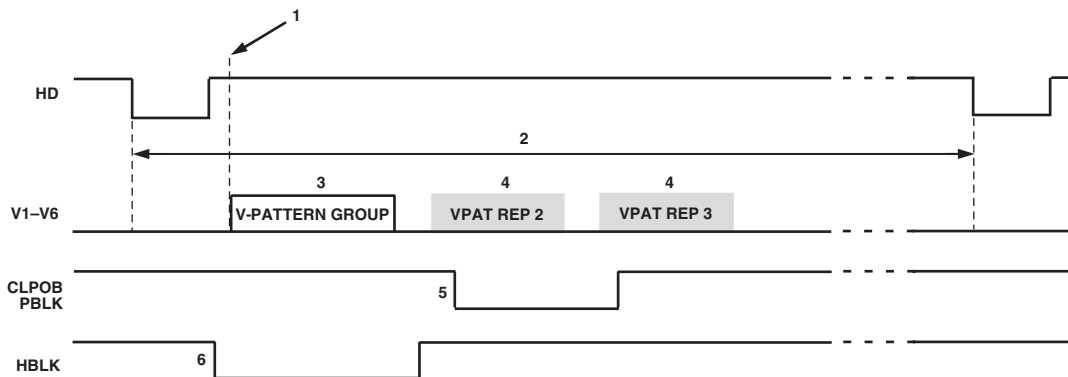 1
HD
2
3
4
4
V1–V6
V-PATTERN GROUP
VPAT REP 2
VPAT REP 3
CLPOB
PBLK
5
HBLK
6